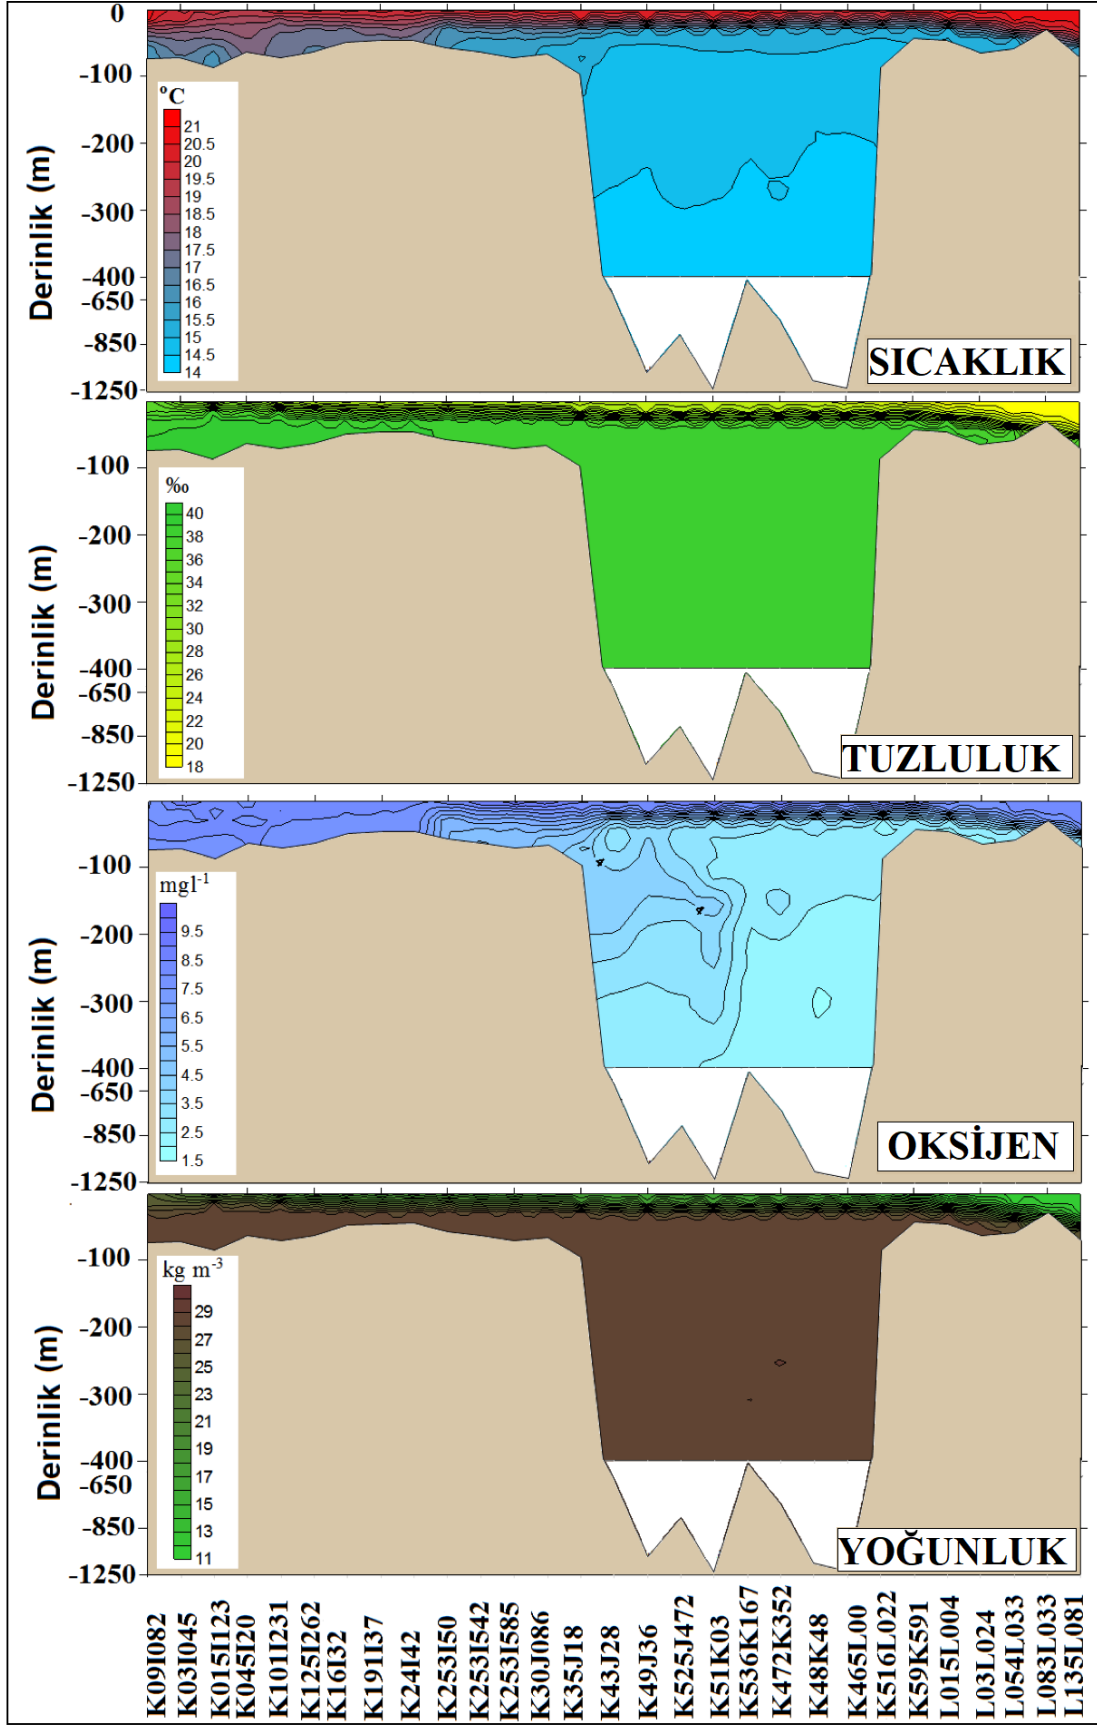 0
-100
-200
-300
-400
-650
-850
-1250
Derinlik (m)
°C
21
20.5
20
19.5
19
18.5
18
17.5
17
16.5
16
15.5
15
14.5
14
SICAKLIK
-100
-200
-300
-400
-650
-850
-1250
Derinlik (m)
‰
40
38
36
34
32
30
28
26
24
22
20
18
TUZLULUK
-100
-200
-300
-400
-650
-850
-1250
Derinlik (m)
mgl-1
9.5
8.5
7.5
6.5
5.5
4.5
3.5
2.5
1.5
4
4
OKSİJEN
-100
-200
-300
-400
-650
-850
-1250
Derinlik (m)
kg m-3
29
27
25
23
21
19
17
15
13
11
YOĞUNLUK
K09I082
K03I045
K015I123
K045I20
K101I231
K125I262
K16I32
K19I37
K24I42
K253I50
K253I542
K253I585
K30J086
K35J18
K43J28
K49J36
K525J472
K51K03
K536K167
K472K352
K48K48
K465L00
K516L022
K59K591
L015L004
L03L024
L054L033
L083L033
L135L081